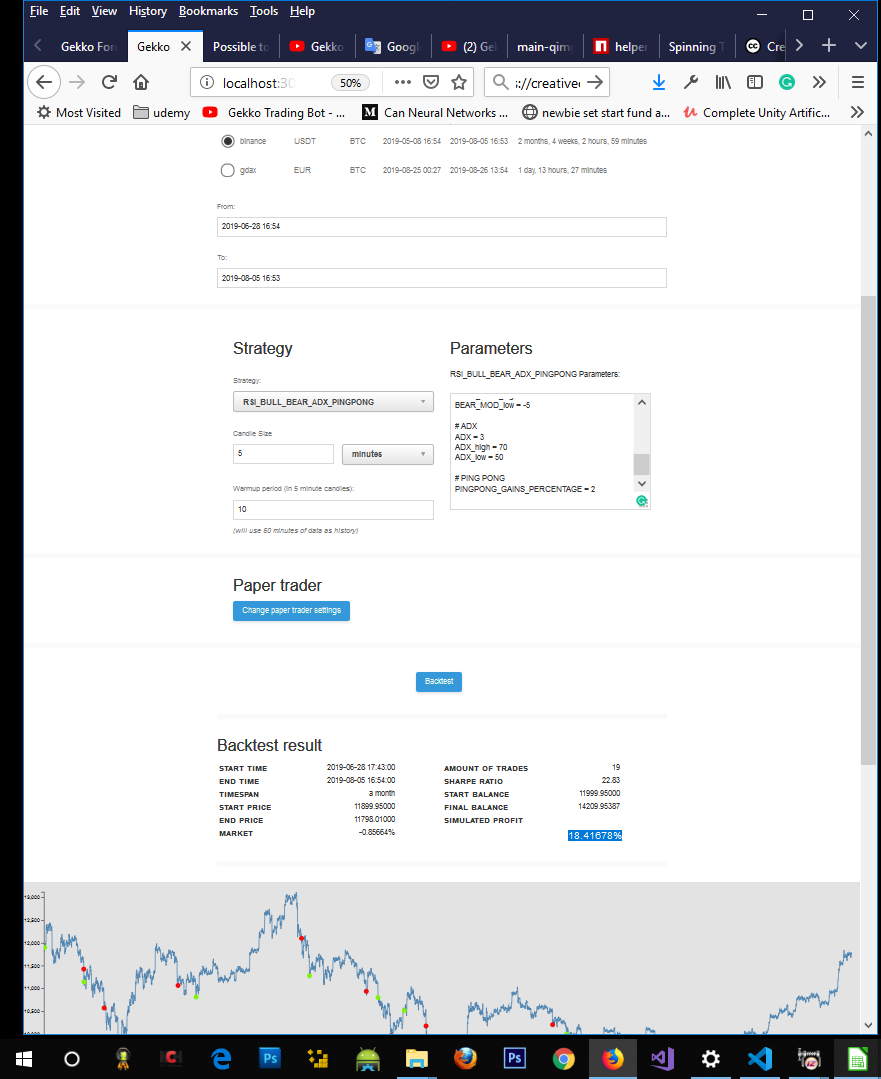 File Edit View History Bookmarks Tools Help
Gekko For Gekko Possible to Gekko Googl (2) Gel main-qimg helper Spinning T cc Cre
localhost:30 50% ://creative
Most Visited udemy Gekko Trading Bot - ... M Can Neural Networks ... newbie set start fund a... Complete Unity Artific...
binance USDT BTC 2019-05-08 16:54 2019-08-05 16:53 2 months, 4 weeks, 2 hours, 59 minutes
gdax EUR BTC 2019-08-25 00:27 2019-08-26 13:54 1 day, 13 hours, 27 minutes
From:
2019-06-28 16:54
To:
2019-08-05 16:53
Strategy Parameters
Strategy: RSI_BULL_BEAR_ADX_PINGPONG Parameters:
RSI_BULL_BEAR_ADX_PINGPONG
BEAR_MOD_low = -5
# ADX
ADX = 3
ADX_high = 70
ADX_low = 50
# PING PONG
PINGPONG_GAINS_PERCENTAGE = 2
Candle Size
5 minutes
Warmup period (in 5 minute candles):
10
(will use 60 minutes of data as history)
Paper trader
Change paper trader settings
Backtest
Backtest result
START TIME 2019-06-28 17:43:00 AMOUNT OF TRADES 19
END TIME 2019-08-05 16:54:00 SHARPE RATIO 22.83
TIMESPAN a month START BALANCE 11999.95000
START PRICE 11899.95000 FINAL BALANCE 14209.95387
END PRICE 11798.01000 SIMULATED PROFIT
MARKET -0.85664% 18.41678%
13,000
12,500
12,000
11,500
11,000
10,500
10,000
Ps Ps